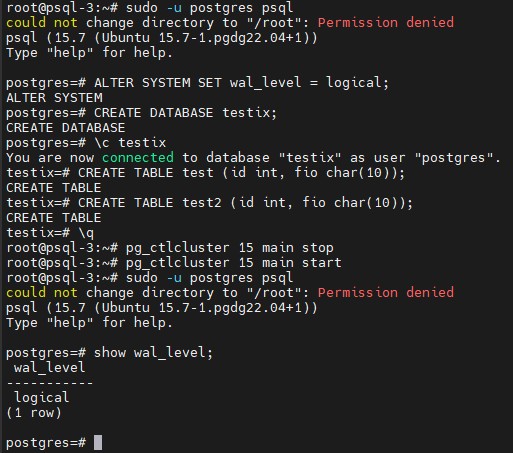 root@psql-3:~# sudo -u postgres psql
could not change directory to "/root": Permission denied
psql (15.7 (Ubuntu 15.7-1.pgdg22.04+1))
Type "help" for help.

postgres=# ALTER SYSTEM SET wal_level = logical;
ALTER SYSTEM
postgres=# CREATE DATABASE testix;
CREATE DATABASE
postgres=# \c testix
You are now connected to database "testix" as user "postgres".
testix=# CREATE TABLE test (id int, fio char(10));
CREATE TABLE
testix=# CREATE TABLE test2 (id int, fio char(10));
CREATE TABLE
testix=# \q
root@psql-3:~# pg_ctlcluster 15 main stop
root@psql-3:~# pg_ctlcluster 15 main start
root@psql-3:~# sudo -u postgres psql
could not change directory to "/root": Permission denied
psql (15.7 (Ubuntu 15.7-1.pgdg22.04+1))
Type "help" for help.

postgres=# show wal_level;
 wal_level
-----------
 logical
(1 row)

postgres=#